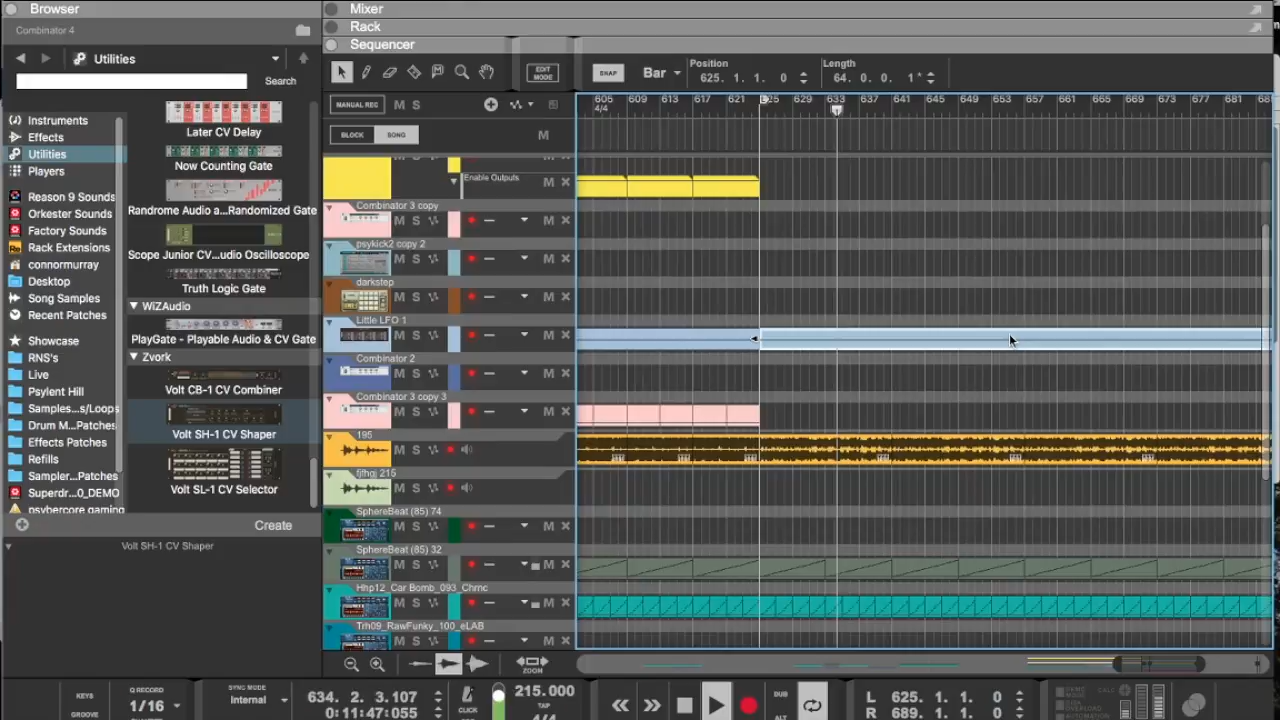 Browser
Combinator 4
Utilities
Search
Instruments
Effects
Utilities
Players
Reason 9 Sounds
Orkester Sounds
Factory Sounds
Rack Extensions
connormurray
Desktop
Song Samples
Recent Patches
Showcase
RNS's
Live
Psylent Hill
Samples...s/Loops
Drum M...Patches
Effects Patches
Refills
Sampler...Patches
Superdr...0_DEMO
psybercore gaming
Later CV Delay
Now Counting Gate
Randrome Audio a...Randomized Gate
Scope Junior CV...udio Oscilloscope
Truth Logic Gate
WiZAudio
PlayGate - Playable Audio & CV Gate
Zvork
Volt CB-1 CV Combiner
Volt SH-1 CV Shaper
Volt SL-1 CV Selector
Create
Volt SH-1 CV Shaper
Mixer
Rack
Sequencer
EDIT
MODE
SNAP
Bar
Position
625. 1. 1. 0
Length
64. 0. 0. 1*
MANUAL REC
M S
BLOCK SONG
M
605 609 613 617 621 625 629 633 637 641 645 649 653 657 661 665 669 673 677 681
4/4
Enable Outputs
M
Combinator 3 copy
M S
M
psykick2 copy 2
M S
M
darkstep
M S
M
Little LFO 1
M S
M
Combinator 2
M S
M
Combinator 3 copy 3
M S
M
195
M S
fjfhgj 215
M S
SphereBeat (85) 74
M S
M
SphereBeat (85) 32
M S
M
Hhp12_Car Bomb_093_Chrnc
M S
M
Trh09_RawFunky_100_eLAB
M S
M
ZOOM
KEYS
GROOVE
Q RECORD
1/16
SYNC MODE
Internal
634. 2. 3.107
0:11:47:055
CLICK
215.000
TAP
4/4
DUB
ALT
L 625. 1. 1. 0
R 689. 1. 1. 0
CALC